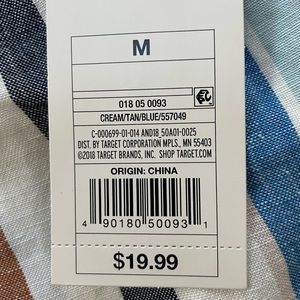 M
018 05 0093
CREAM/TAN/BLUE/557049
C-000699-01-014 AND18_50A01-0025
DIST. BY TARGET CORPORATION MPLS., MN 55403
©2018 TARGET BRANDS, INC. SHOP TARGET.COM
ORIGIN: CHINA
4 90180 50093 1
$19.99